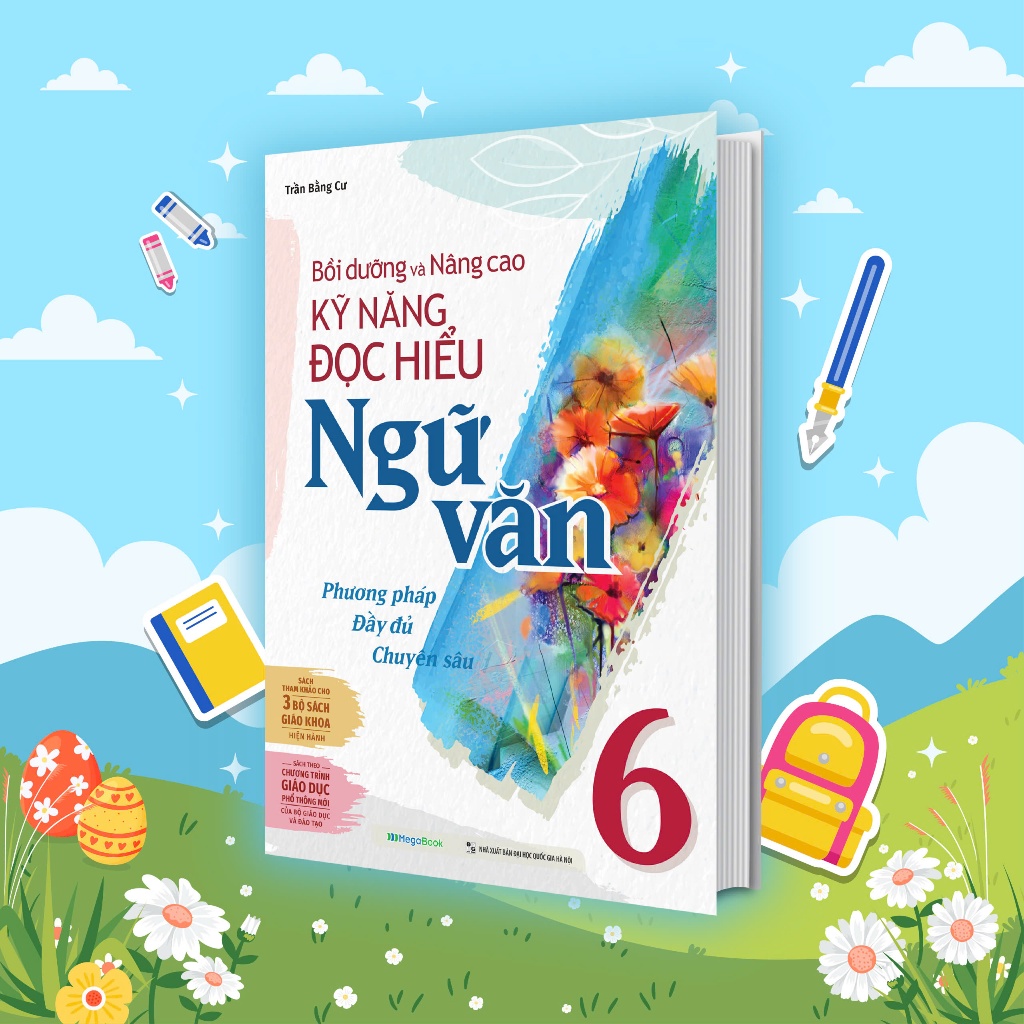 Trần Bằng Cư
Bồi dưỡng và Nâng cao
KỸ NĂNG
ĐỌC HIỂU
Ngữ
văn
Phương pháp
Đầy đủ
Chuyên sâu
SÁCH
THAM KHẢO CHO
3 BỘ SÁCH
GIÁO KHOA
HIỆN HÀNH
SÁCH THEO
CHƯƠNG TRÌNH
GIÁO DỤC
PHỔ THÔNG MỚI
CỦA BỘ GIÁO DỤC
VÀ ĐÀO TẠO
6
MegaBook
NHÀ XUẤT BẢN ĐẠI HỌC QUỐC GIA HÀ NỘI